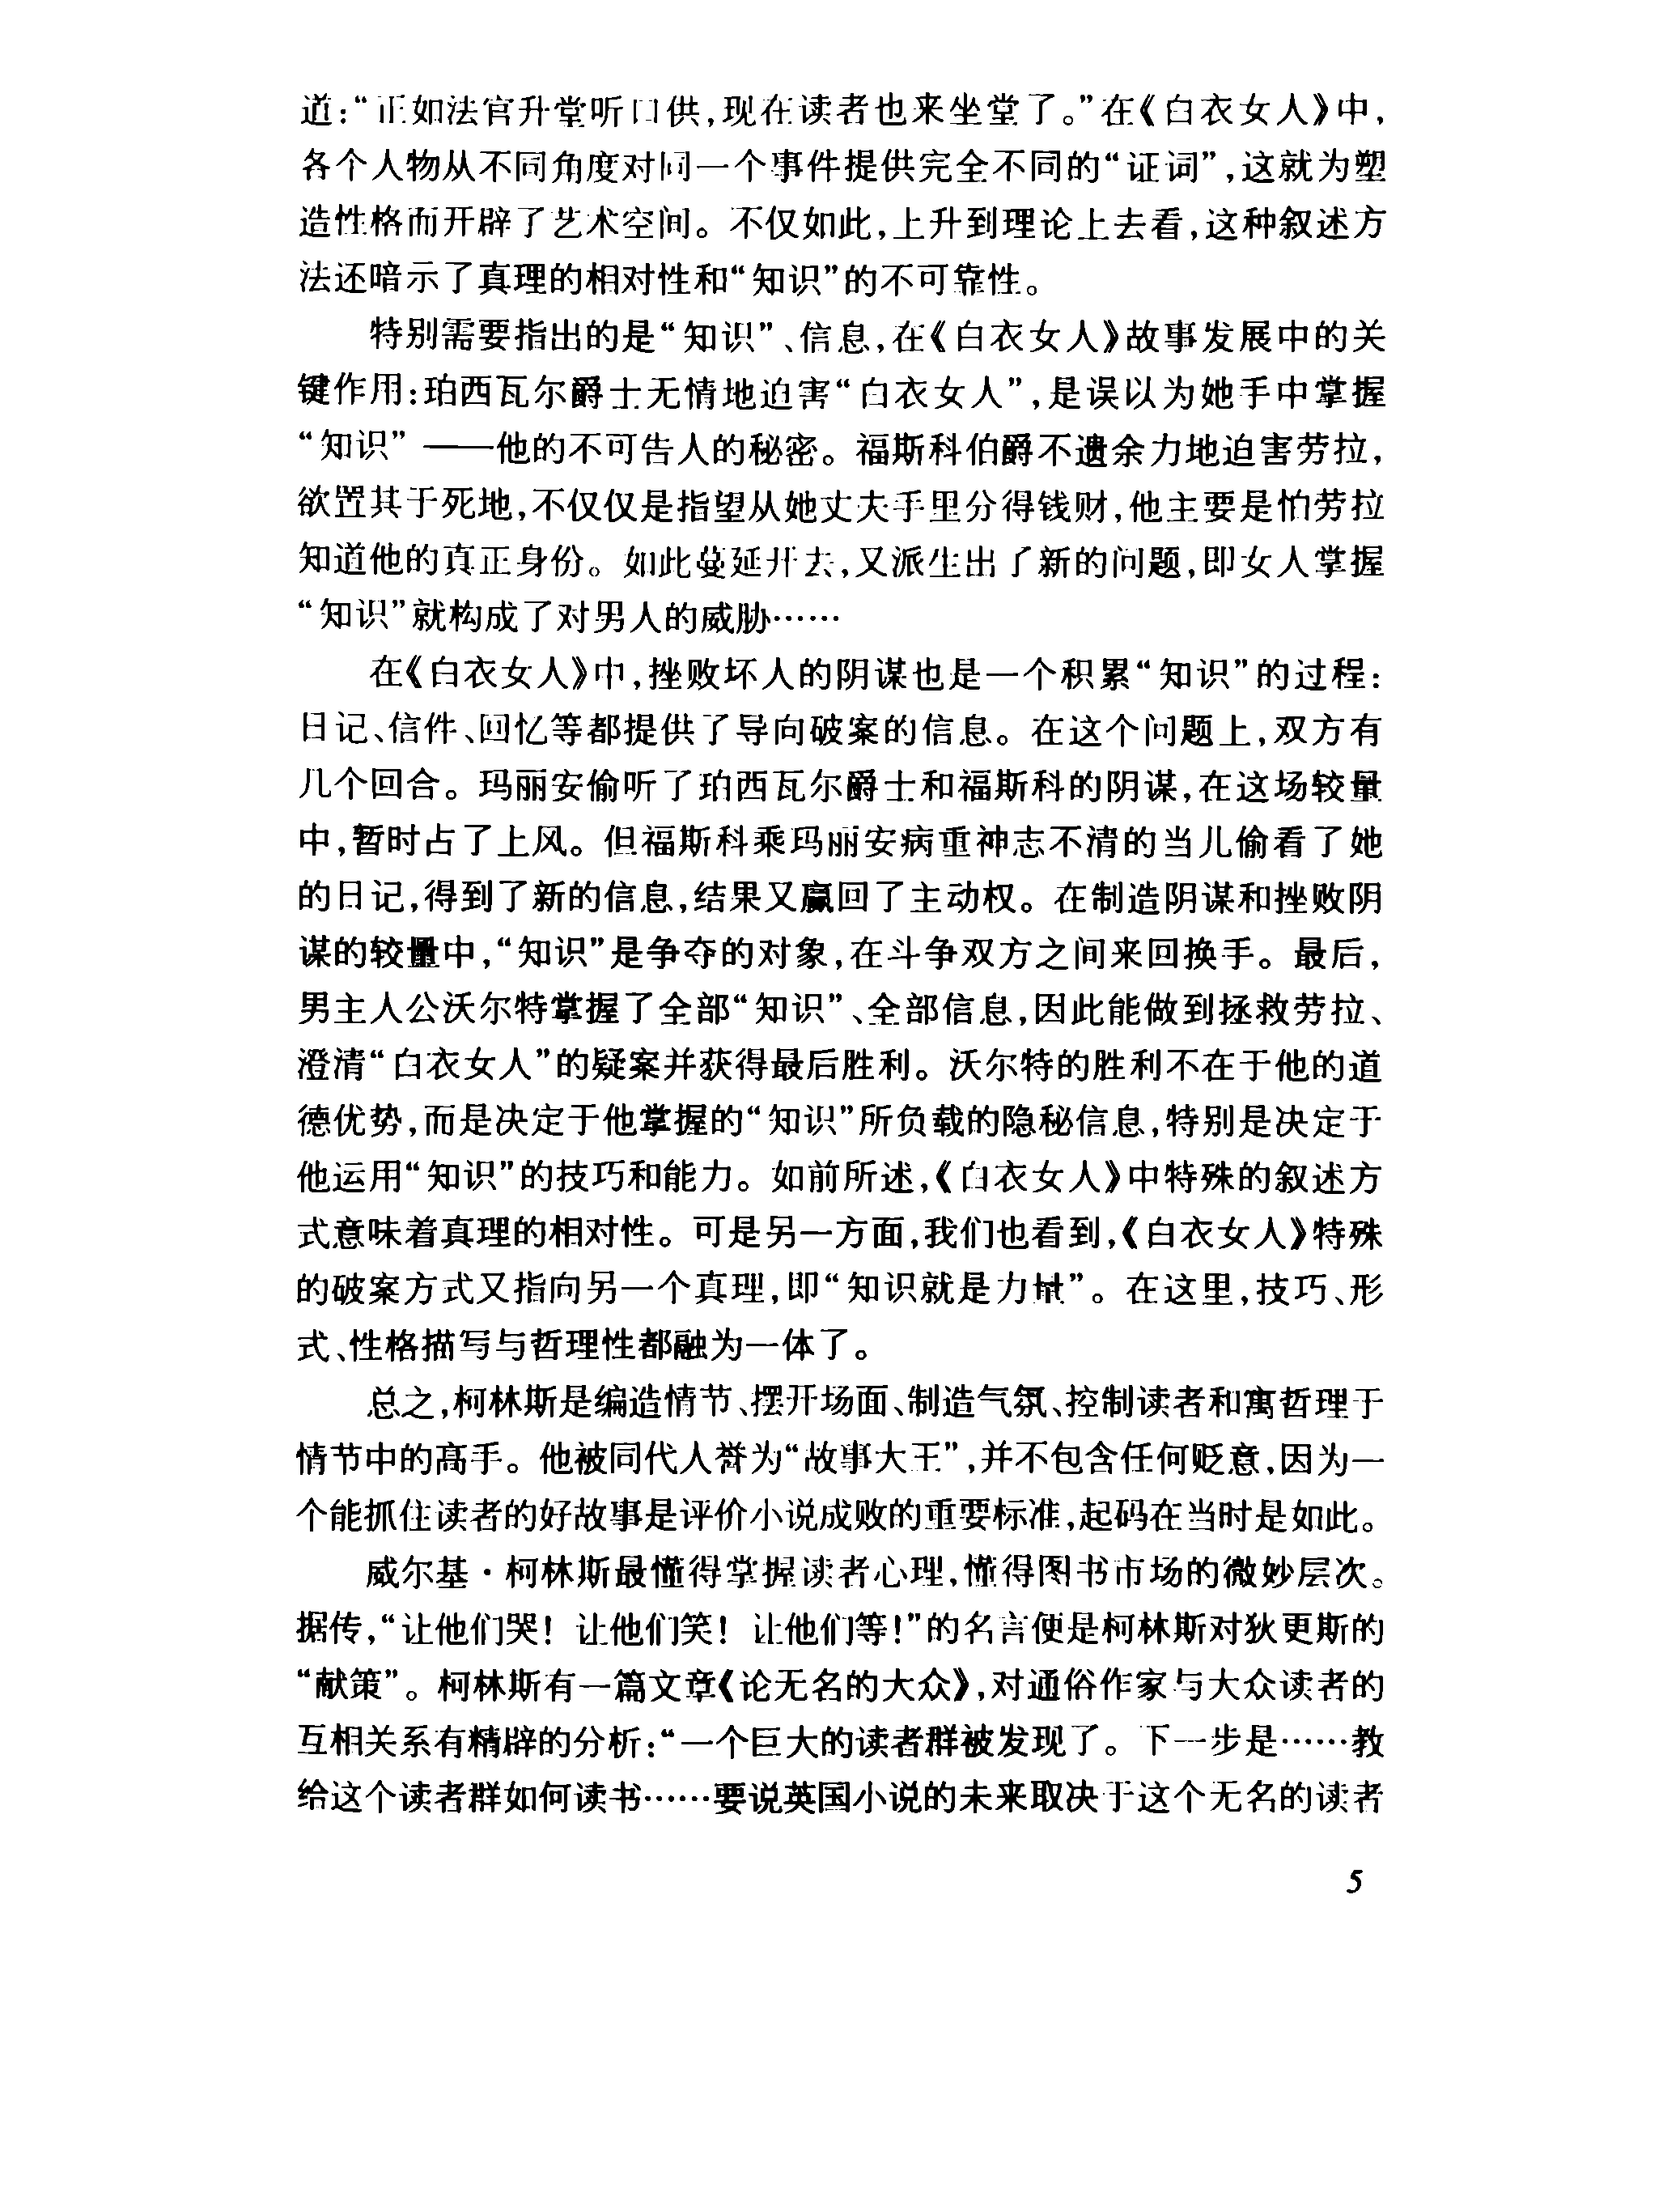 道:“正如法官升堂听口供,现在读者也来坐堂了。”在《白衣女人》中,
各个人物从不同角度对同一个事件提供完全不同的“证词”,这就为塑
造性格而开辟了艺术空间。不仅如此,上升到理论上去看,这种叙述方
法还暗示了真理的相对性和“知识”的不可靠性。
特别需要指出的是“知识”、信息,在《白衣女人》故事发展中的关
键作用:珀西瓦尔爵士无情地迫害“白衣女人”,是误以为她手中掌握
“知识”——他的不可告人的秘密。福斯科伯爵不遗余力地迫害劳拉,
欲置其于死地,不仅仅是指望从她丈夫手里分得钱财,他主要是怕劳拉
知道他的真正身份。如此蔓延开去,又派生出了新的问题,即女人掌握
“知识”就构成了对男人的威胁……
在《白衣女人》中,挫败坏人的阴谋也是一个积累“知识”的过程:
日记、信件、回忆等都提供了导向破案的信息。在这个问题上,双方有
几个回合。玛丽安偷听了珀西瓦尔爵士和福斯科的阴谋,在这场较量
中,暂时占了上风。但福斯科乘玛丽安病重神志不清的当儿偷看了她
的日记,得到了新的信息,结果又赢回了主动权。在制造阴谋和挫败阴
谋的较量中,“知识”是争夺的对象,在斗争双方之间来回换手。最后,
男主人公沃尔特掌握了全部“知识”、全部信息,因此能做到拯救劳拉、
澄清“白衣女人”的疑案并获得最后胜利。沃尔特的胜利不在于他的道
德优势,而是决定于他掌握的“知识”所负载的隐秘信息,特别是决定于
他运用“知识”的技巧和能力。如前所述,《白衣女人》中特殊的叙述方
式意味着真理的相对性。可是另一方面,我们也看到,《白衣女人》特殊
的破案方式又指向另一个真理,即“知识就是力量”。在这里,技巧、形
式、性格描写与哲理性都融为一体了。
总之,柯林斯是编造情节、摆开场面、制造气氛、控制读者和寓哲理于
情节中的高手。他被同代人誉为“故事大王”,并不包含任何贬意,因为一
个能抓住读者的好故事是评价小说成败的重要标准,起码在当时是如此。
威尔基·柯林斯最懂得掌握读者心理,懂得图书市场的微妙层次。
据传,“让他们哭! 让他们笑! 让他们等!”的名言便是柯林斯对狄更斯的
“献策”。柯林斯有一篇文章《论无名的大众》,对通俗作家与大众读者的
互相关系有精辟的分析:“一个巨大的读者群被发现了。下一步是……教
给这个读者群如何读书……要说英国小说的未来取决于这个无名的读者
5